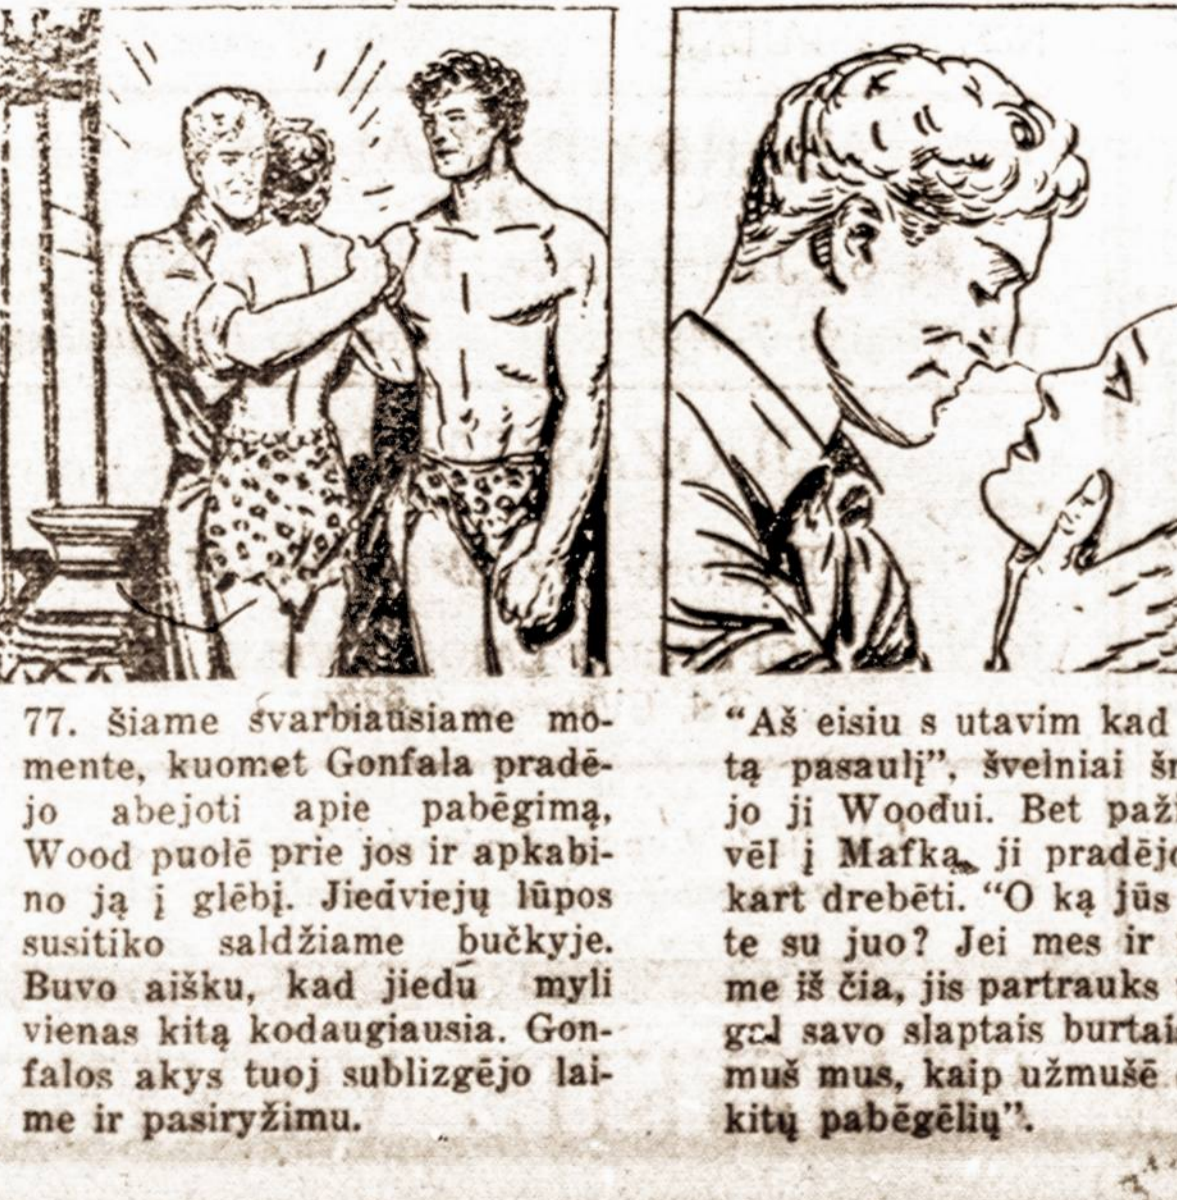 77. Šiame svarbiausiame mo-
mente, kuomet Gonfala pradė-
jo abejoti apie pabėgimą,
Wood puolė prie jos ir apkabi-
no ją į glėbį. Jiedviejų lūpos
susitiko saldžiame bučkyje.
Buvo aišku, kad jiedu myli
vienas kitą kodaugiausia. Gon-
falos akys tuoj sublizgėjo lai-
me ir pasiryžimu.
“Aš eisiu s utavim kad
tą pasaulį”, švelniai
jo ji Woodui. Bet
vėl į Mafką, ji pradėjo
kart drebėti. “O ką jūs
te su juo? Jei mes ir
me iš čia, jis partrauks
gal savo slaptais burtais
muš mus, kaip užmušė
kitų pabėgėlių”.